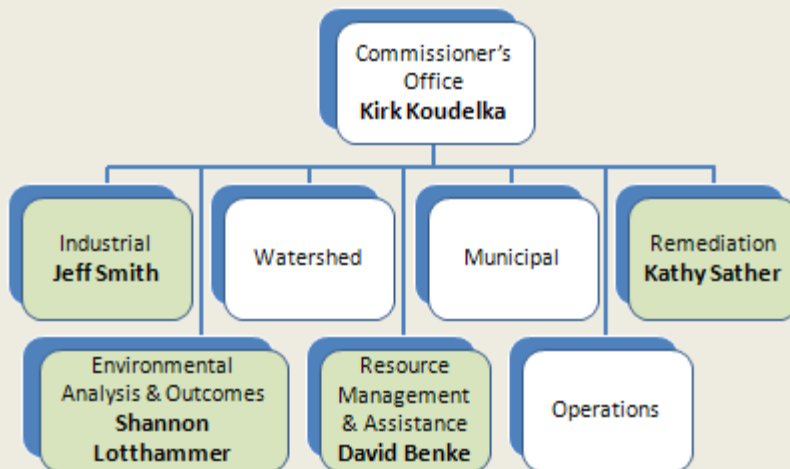 Commissioner's
Office
Kirk Koudelka
Industrial
Jeff Smith
Watershed
Municipal
Remediation
Kathy Sather
Environmental
Analysis & Outcomes
Shannon
Lotthammer
Resource
Management
& Assistance
David Benke
Operations